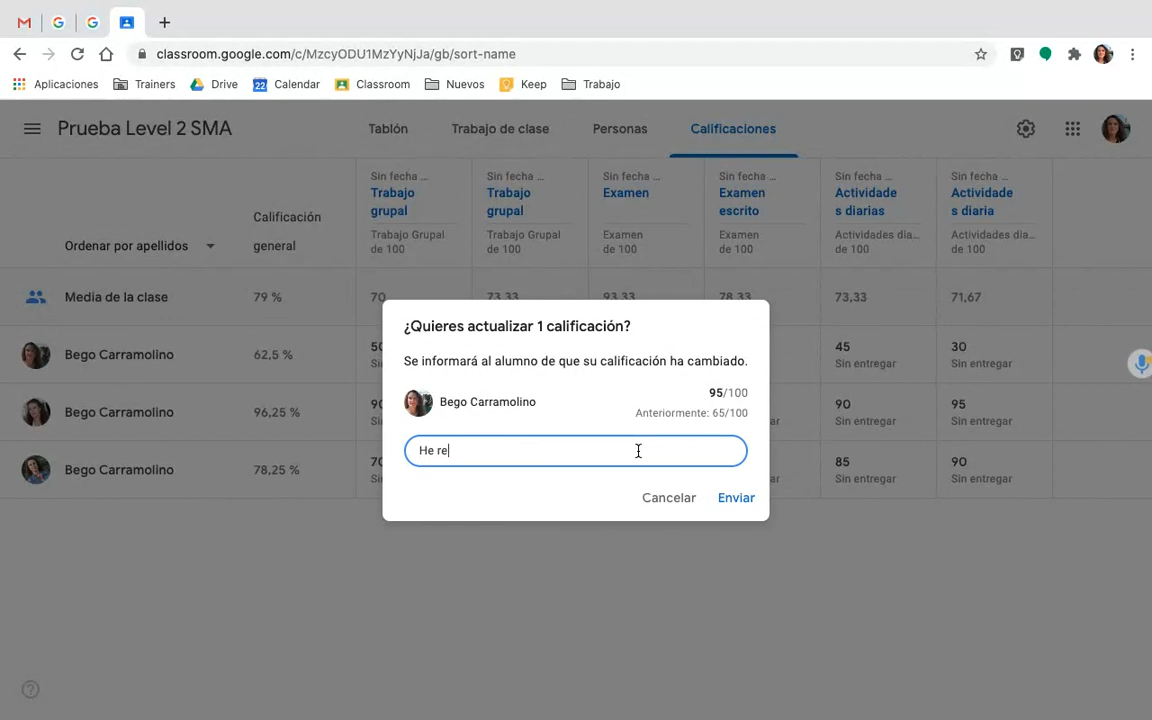 classroom.google.com/c/MzcyODU1MzYyNjJa/gb/sort-name
Aplicaciones Trainers Drive 22 Calendar Classroom Nuevos Keep Trabajo
Prueba Level 2 SMA Tablón Trabajo de clase Personas Calificaciones
Sin fecha ... Sin fecha ... Sin fecha ... Sin fecha ... Sin fecha ... Sin fecha ...
Trabajo Trabajo Examen Examen Actividade Actividade
grupal grupal escrito s diarias s diaria
Calificación
Trabajo Grupal Trabajo Grupal Examen Examen Actividades dia... Actividades dia...
Ordenar por apellidos general de 100 de 100 de 100 de 100 de 100 de 100
Media de la clase 79 % 70 73,33 93,33 78,33 73,33 71,67
¿Quieres actualizar 1 calificación?
Bego Carramolino 62,5 % 45 30
Sin entregar Sin entregar
Se informará al alumno de que su calificación ha cambiado.
95/100
Bego Carramolino
Anteriormente: 65/100
Bego Carramolino 96,25 % 90 95
Sin entregar Sin entregar
He re
Bego Carramolino 78,25 % 85 90
Sin entregar Sin entregar
Cancelar Enviar